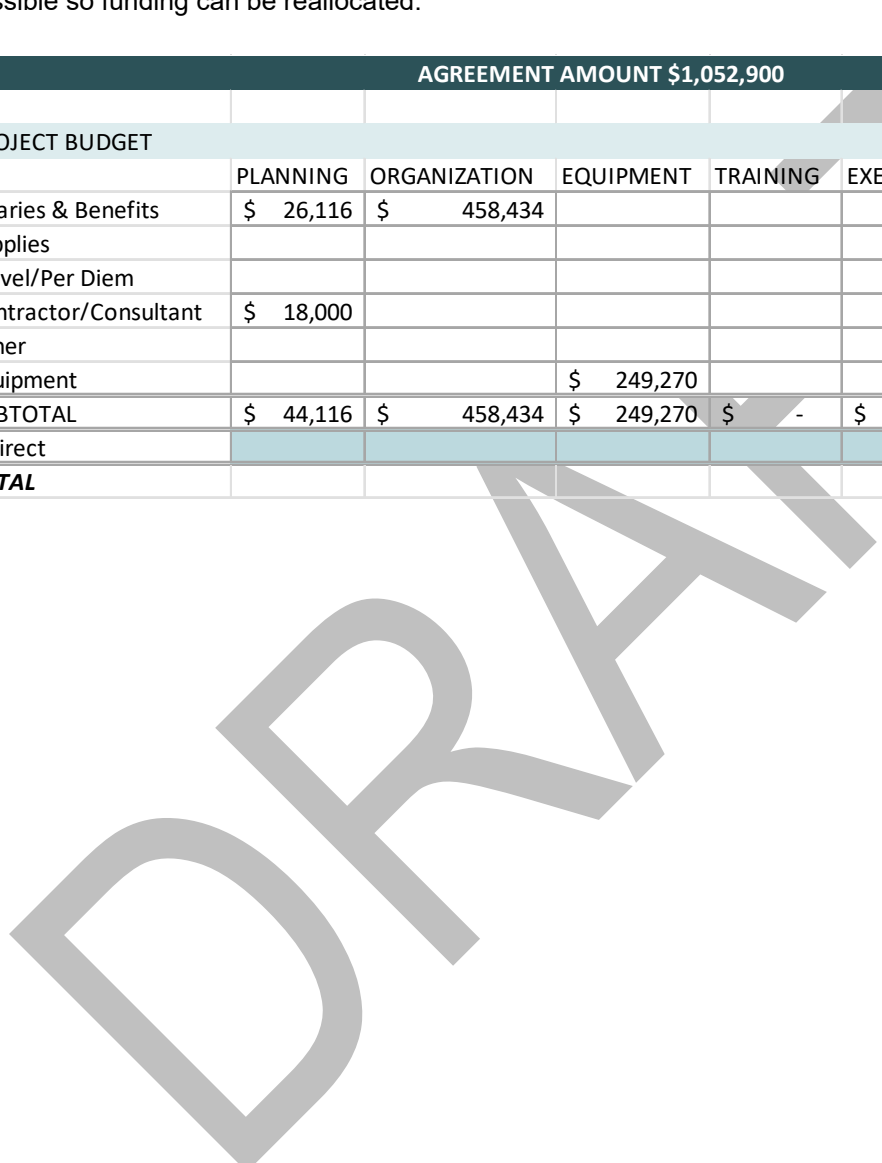 ssible so funding can be reallocated.
AGREEMENT AMOUNT $1,052,900
OJECT BUDGET
PLANNING ORGANIZATION EQUIPMENT TRAINING EXE
aries & Benefits $ 26,116 $ 458,434
pplies
vel/Per Diem
ntractor/Consultant $ 18,000
her
uipment $ 249,270
BTOTAL $ 44,116 $ 458,434 $ 249,270 $ - $
irect
TAL
DRA